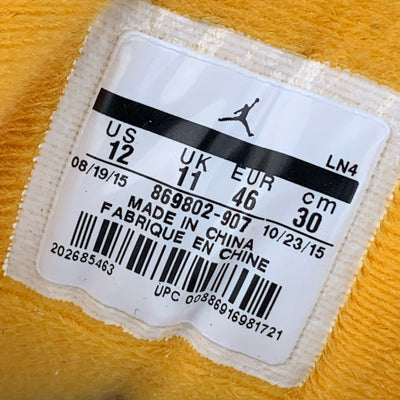 LN4
US UK EUR cm
12 11 46 30
08/19/15 869802-907 10/23/15
MADE IN CHINA
FABRIQUE EN CHINE
202685463
UPC 00886916981721